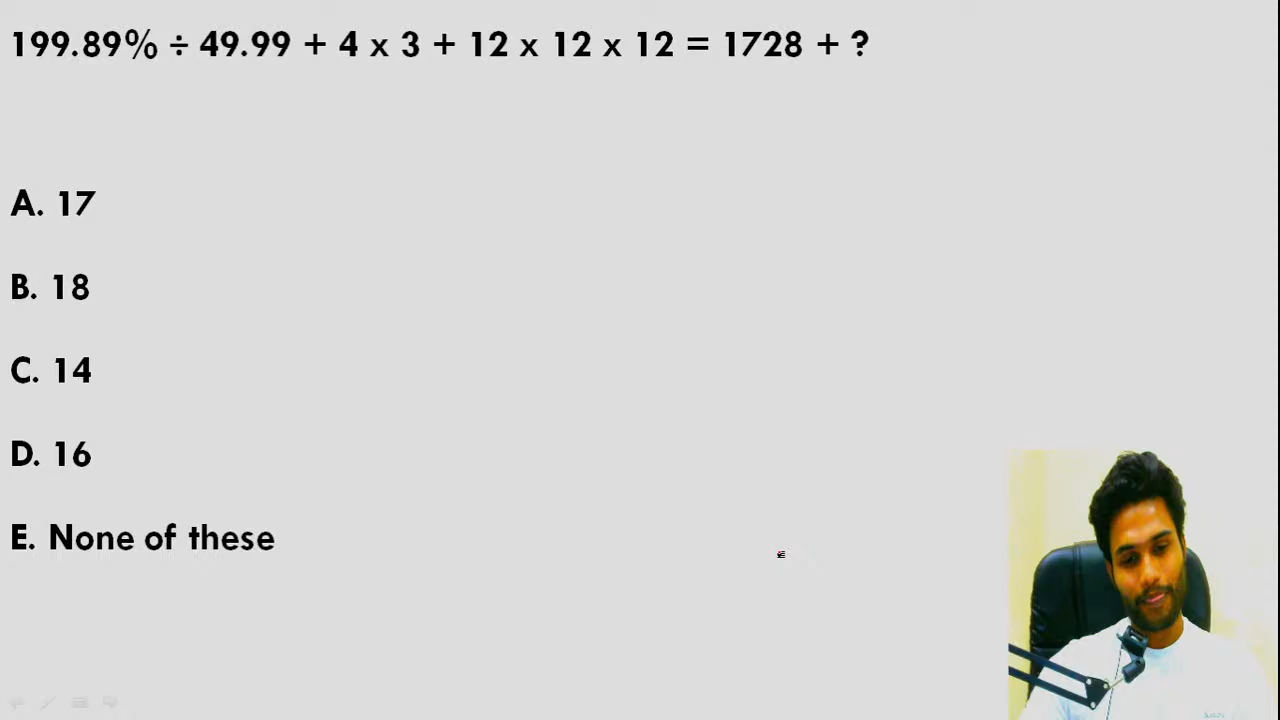 199.89% ÷ 49.99 + 4 x 3 + 12 x 12 x 12 = 1728 + ?
A. 17
B. 18
C. 14
D. 16
E. None of these